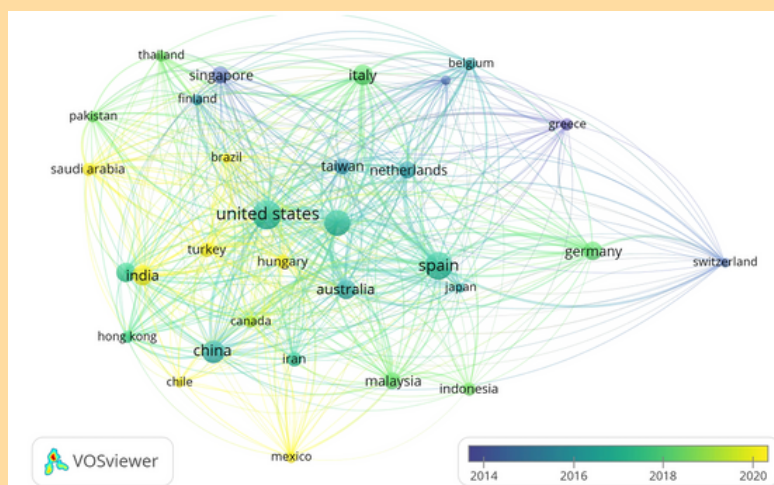 thailand
belgium
singapore
italy
finland
pakistan
greece
brazil
saudi arabia
taiwan
netherlands
united states
turkey
germany
hungary
spain
switzerland
india
australia
japan
canada
hong kong
china
iran
chile
malaysia
indonesia
mexico
VOSviewer
2014 2016 2018 2020